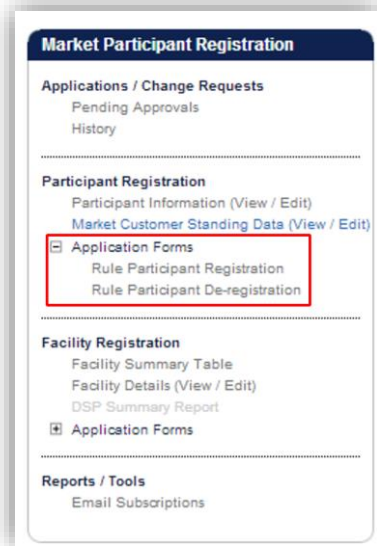 Market Participant Registration
Applications / Change Requests
Pending Approvals
History
Participant Registration
Participant Information (View / Edit)
Market Customer Standing Data (View / Edit)
Application Forms
Rule Participant Registration
Rule Participant De-registration
Facility Registration
Facility Summary Table
Facility Details (View / Edit)
DSP Summary Report
Application Forms
Reports / Tools
Email Subscriptions